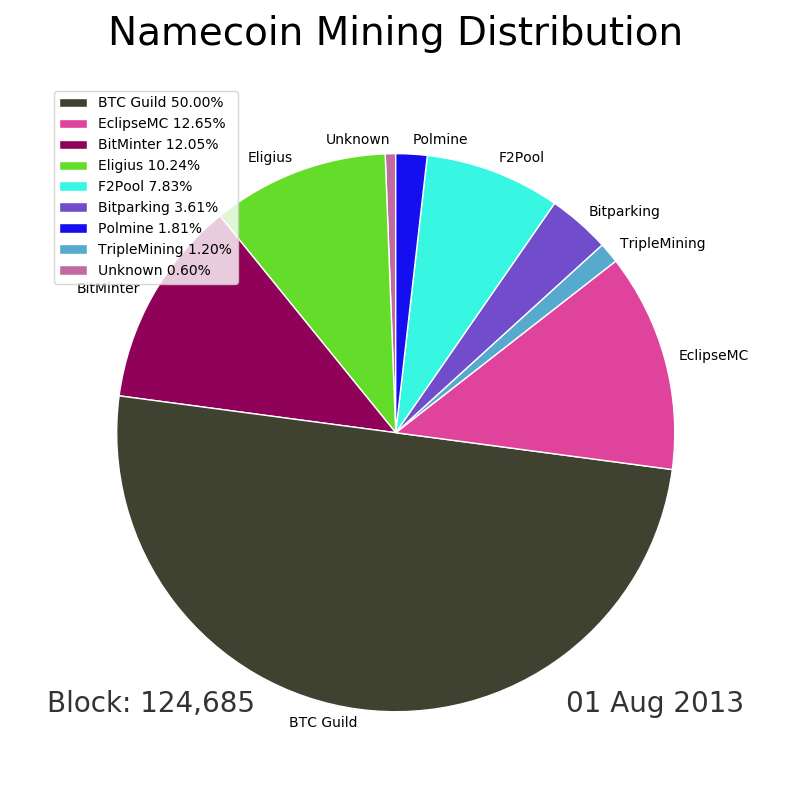 Namecoin Mining Distribution
BTC Guild 50.00%
EclipseMC 12.65%
BitMinter 12.05%
Eligius 10.24%
F2Pool 7.83%
Bitparking 3.61%
Polmine 1.81%
TripleMining 1.20%
Unknown 0.60%
Unknown
Polmine
Eligius
F2Pool
Bitparking
TripleMining
BitMinter
EclipseMC
Block: 124,685
01 Aug 2013
BTC Guild